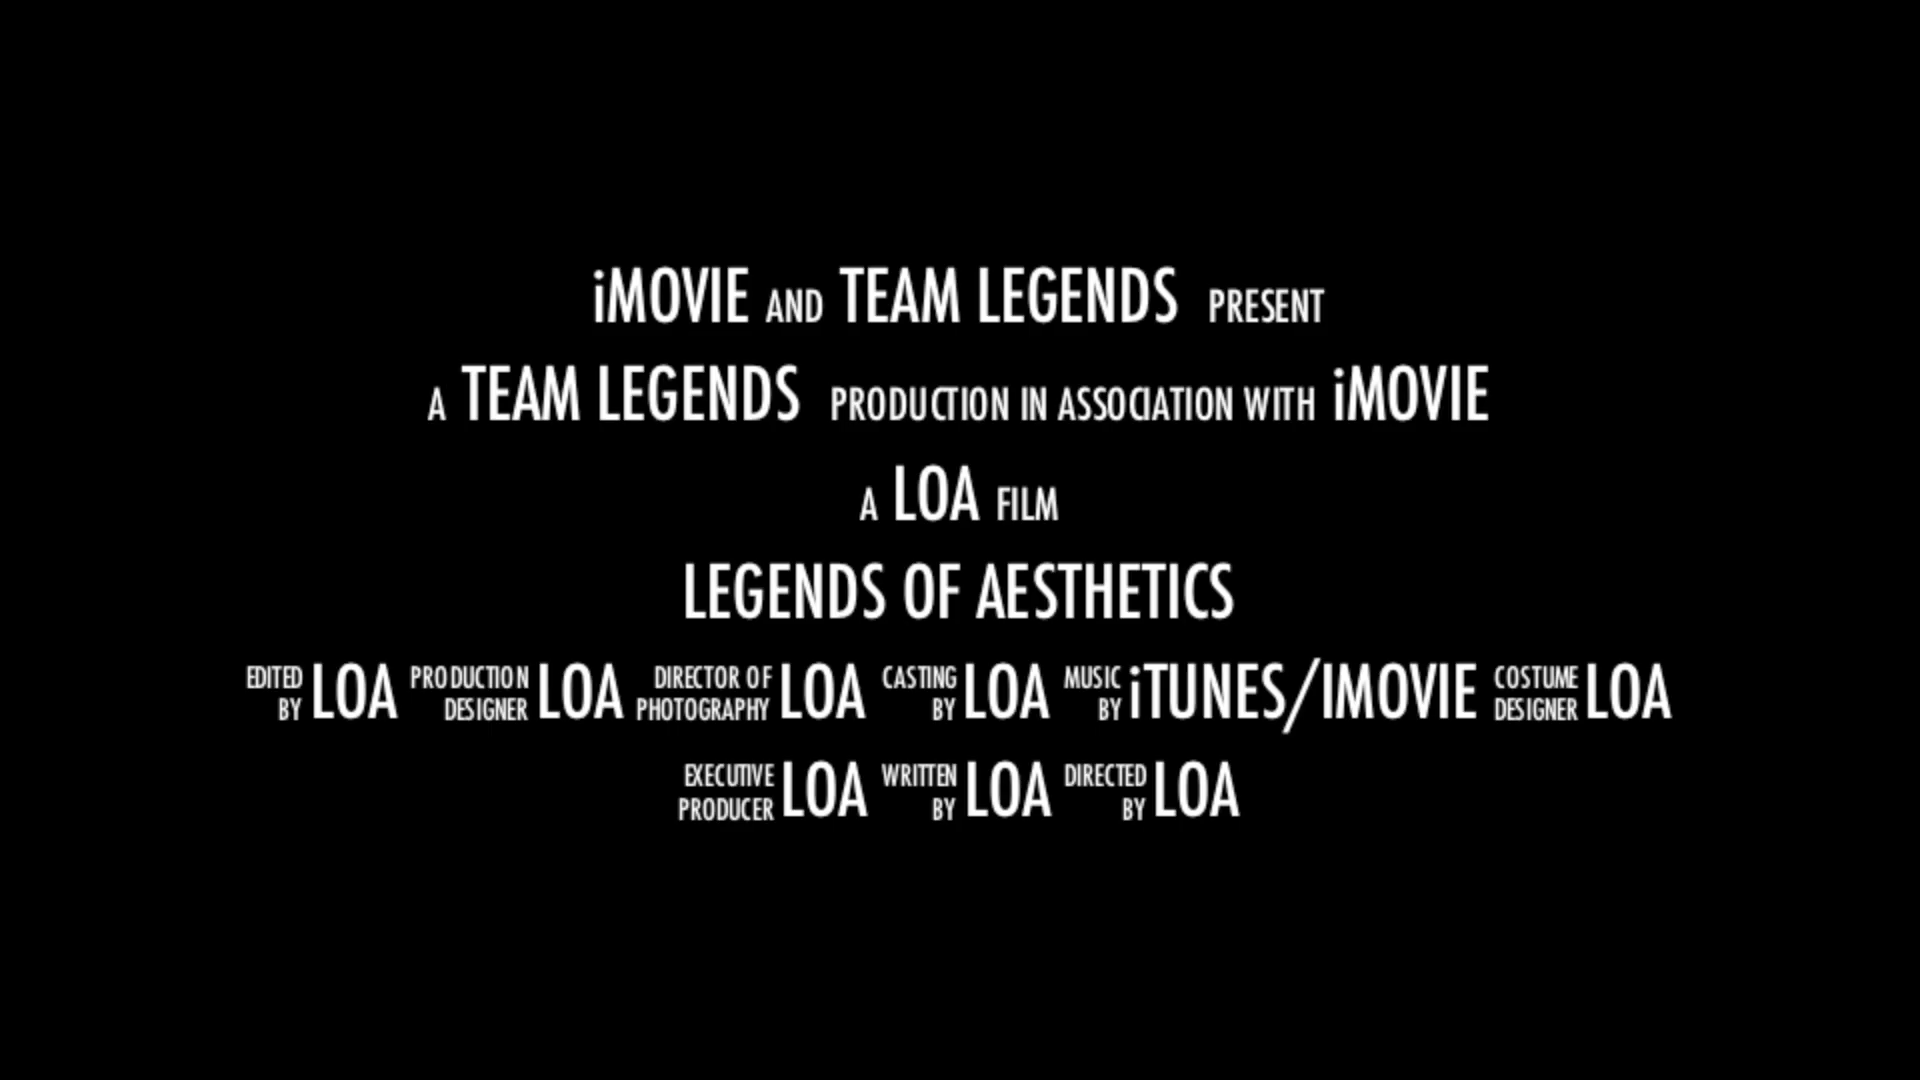 iMOVIE AND TEAM LEGENDS PRESENT
A TEAM LEGENDS PRODUCTION IN ASSOCIATION WITH iMOVIE
A LOA FILM
LEGENDS OF AESTHETICS
EDITED BY LOA PRODUCTION DESIGNER LOA DIRECTOR OF PHOTOGRAPHY LOA CASTING BY LOA MUSIC BY iTUNES/IMOVIE COSTUME DESIGNER LOA
EXECUTIVE PRODUCER LOA WRITTEN BY LOA DIRECTED BY LOA